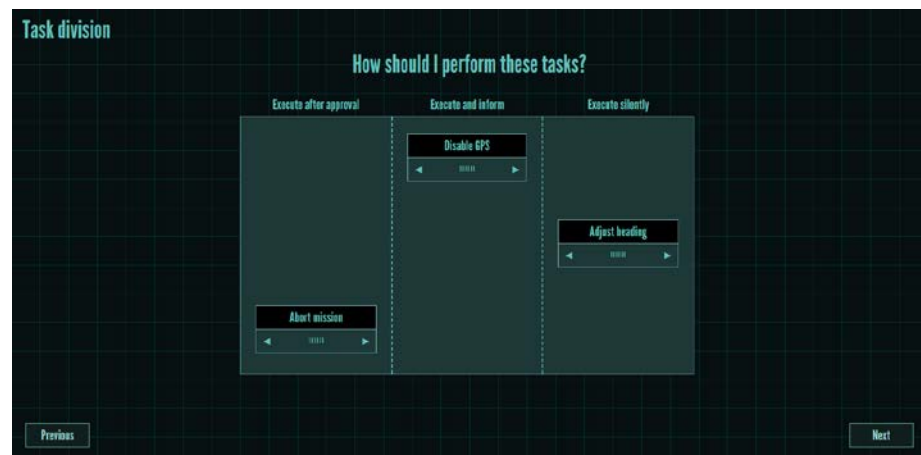 Task division
How should I perform these tasks?
Execute after approval
Execute and inform
Execute silently
Disable GPS
Adjust heading
Abort mission
Previous
Next